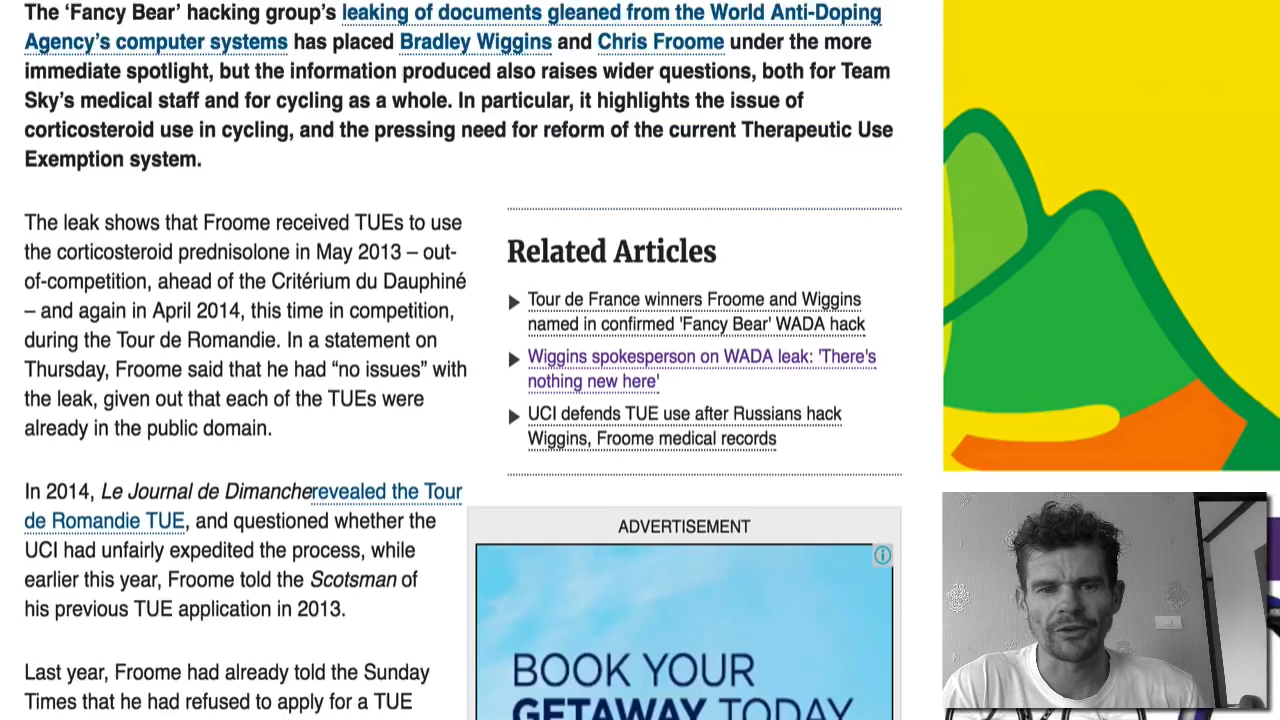 The ‘Fancy Bear’ hacking group’s leaking of documents gleaned from the World Anti-Doping
Agency’s computer systems has placed Bradley Wiggins and Chris Froome under the more
immediate spotlight, but the information produced also raises wider questions, both for Team
Sky’s medical staff and for cycling as a whole. In particular, it highlights the issue of
corticosteroid use in cycling, and the pressing need for reform of the current Therapeutic Use
Exemption system.
The leak shows that Froome received TUEs to use
the corticosteroid prednisolone in May 2013 – out-
of-competition, ahead of the Critérium du Dauphiné
– and again in April 2014, this time in competition,
during the Tour de Romandie. In a statement on
Thursday, Froome said that he had “no issues” with
the leak, given out that each of the TUEs were
already in the public domain.
In 2014, Le Journal de Dimancherevealed the Tour
de Romandie TUE, and questioned whether the
UCI had unfairly expedited the process, while
earlier this year, Froome told the Scotsman of
his previous TUE application in 2013.
Last year, Froome had already told the Sunday
Times that he had refused to apply for a TUE
Related Articles
Tour de France winners Froome and Wiggins
named in confirmed 'Fancy Bear' WADA hack
Wiggins spokesperson on WADA leak: 'There's
nothing new here'
UCI defends TUE use after Russians hack
Wiggins, Froome medical records
ADVERTISEMENT
BOOK YOUR
GETAWAY TODAY